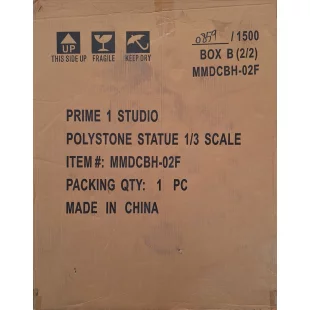 0859 / 1500
BOX B (2/2)
MMDCBH-02F
UP
THIS SIDE UP FRAGILE KEEP DRY
PRIME 1 STUDIO
POLYSTONE STATUE 1/3 SCALE
ITEM#: MMDCBH-02F
PACKING QTY: 1 PC
MADE IN CHINA